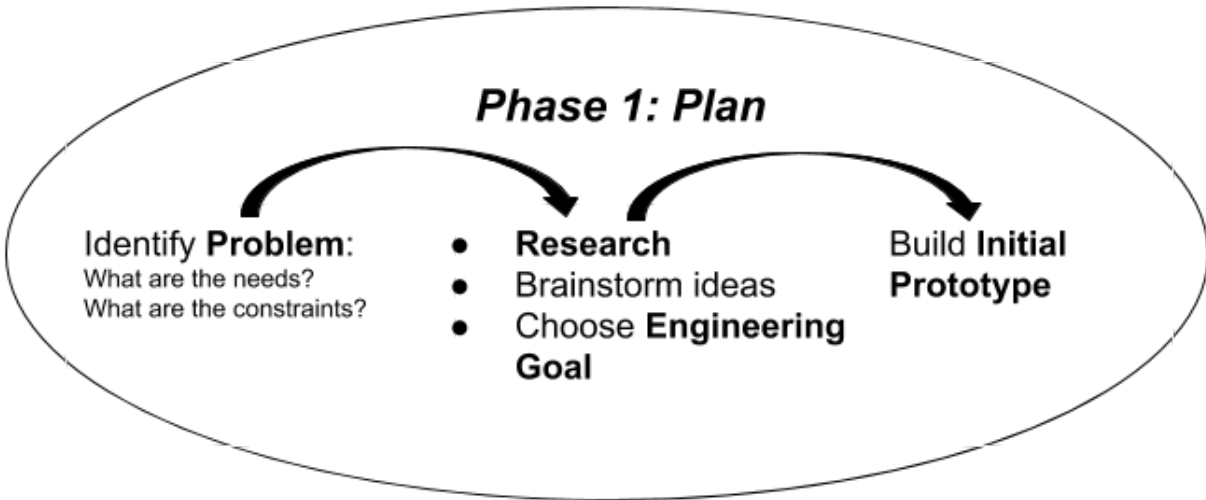 Phase 1: Plan
Identify Problem:
What are the needs?
What are the constraints?
● Research
● Brainstorm ideas
● Choose Engineering
Goal
Build Initial
Prototype